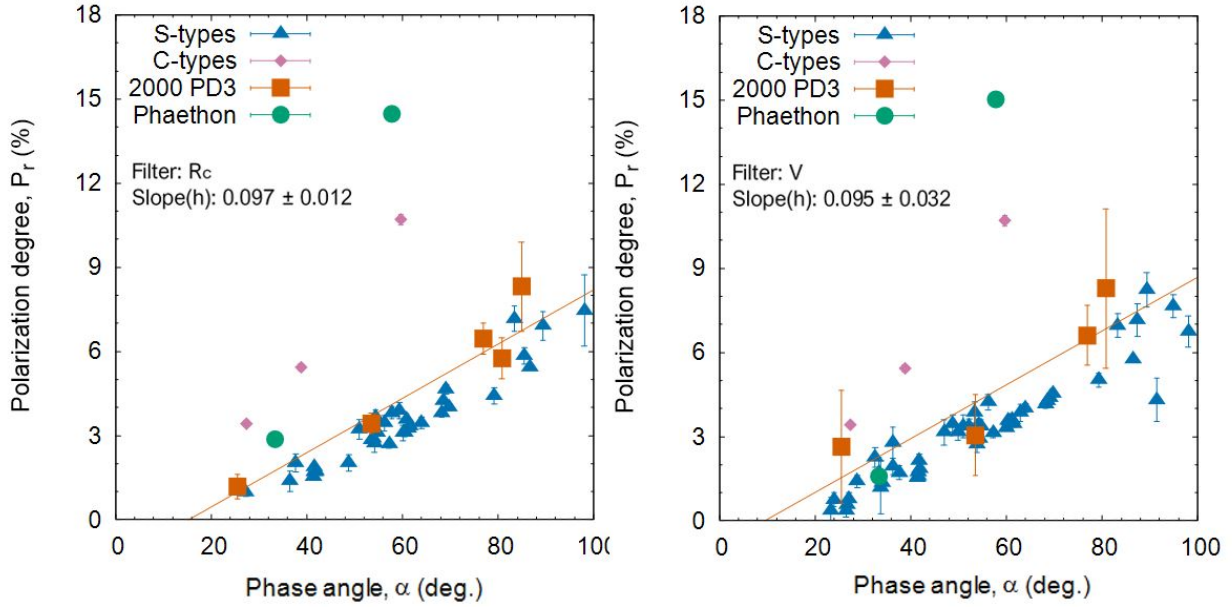 18
15
12
9
6
3
0
Polarization degree, Pr (%)
S-types
C-types
2000 PD3
Phaethon
Filter: Rc
Slope(h): 0.097 ± 0.012
0 20 40 60 80 100
Phase angle, α (deg.)
18
15
12
9
6
3
0
Polarization degree, Pr (%)
S-types
C-types
2000 PD3
Phaethon
Filter: V
Slope(h): 0.095 ± 0.032
0 20 40 60 80 100
Phase angle, α (deg.)